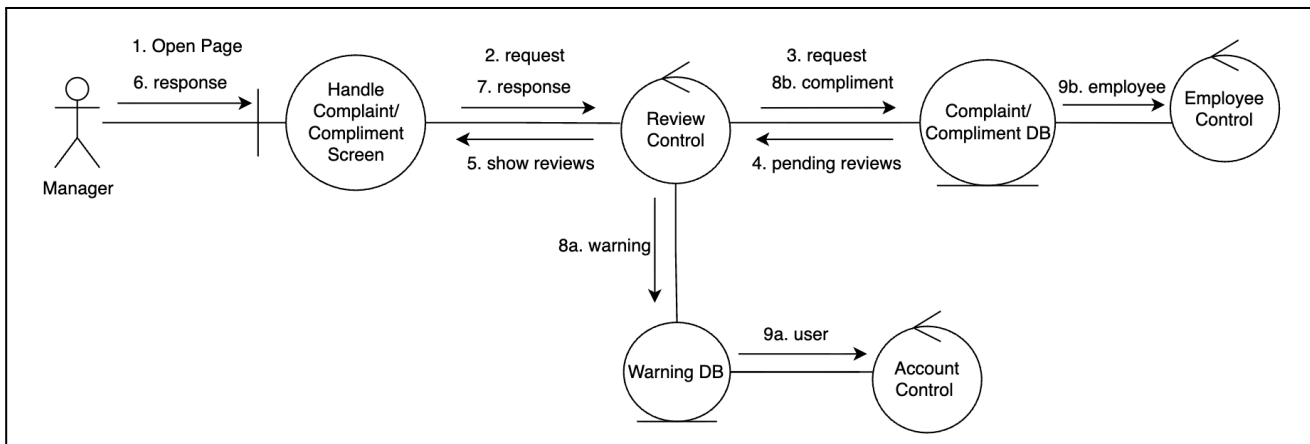 1. Open Page
6. response
Manager
Handle
Complaint/
Compliment
Screen
2. request
7. response
5. show reviews
Review
Control
3. request
8b. compliment
4. pending reviews
Complaint/
Compliment DB
9b. employee
Employee
Control
8a. warning
Warning DB
9a. user
Account
Control